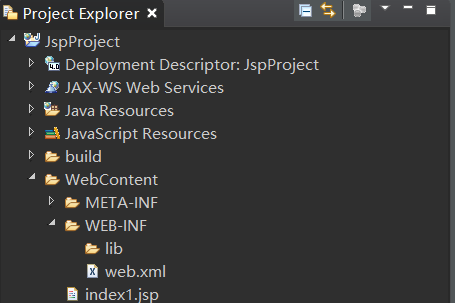 Project Explorer
JspProject
Deployment Descriptor: JspProject
JAX-WS Web Services
Java Resources
JavaScript Resources
build
WebContent
META-INF
WEB-INF
lib
web.xml
index1.jsp